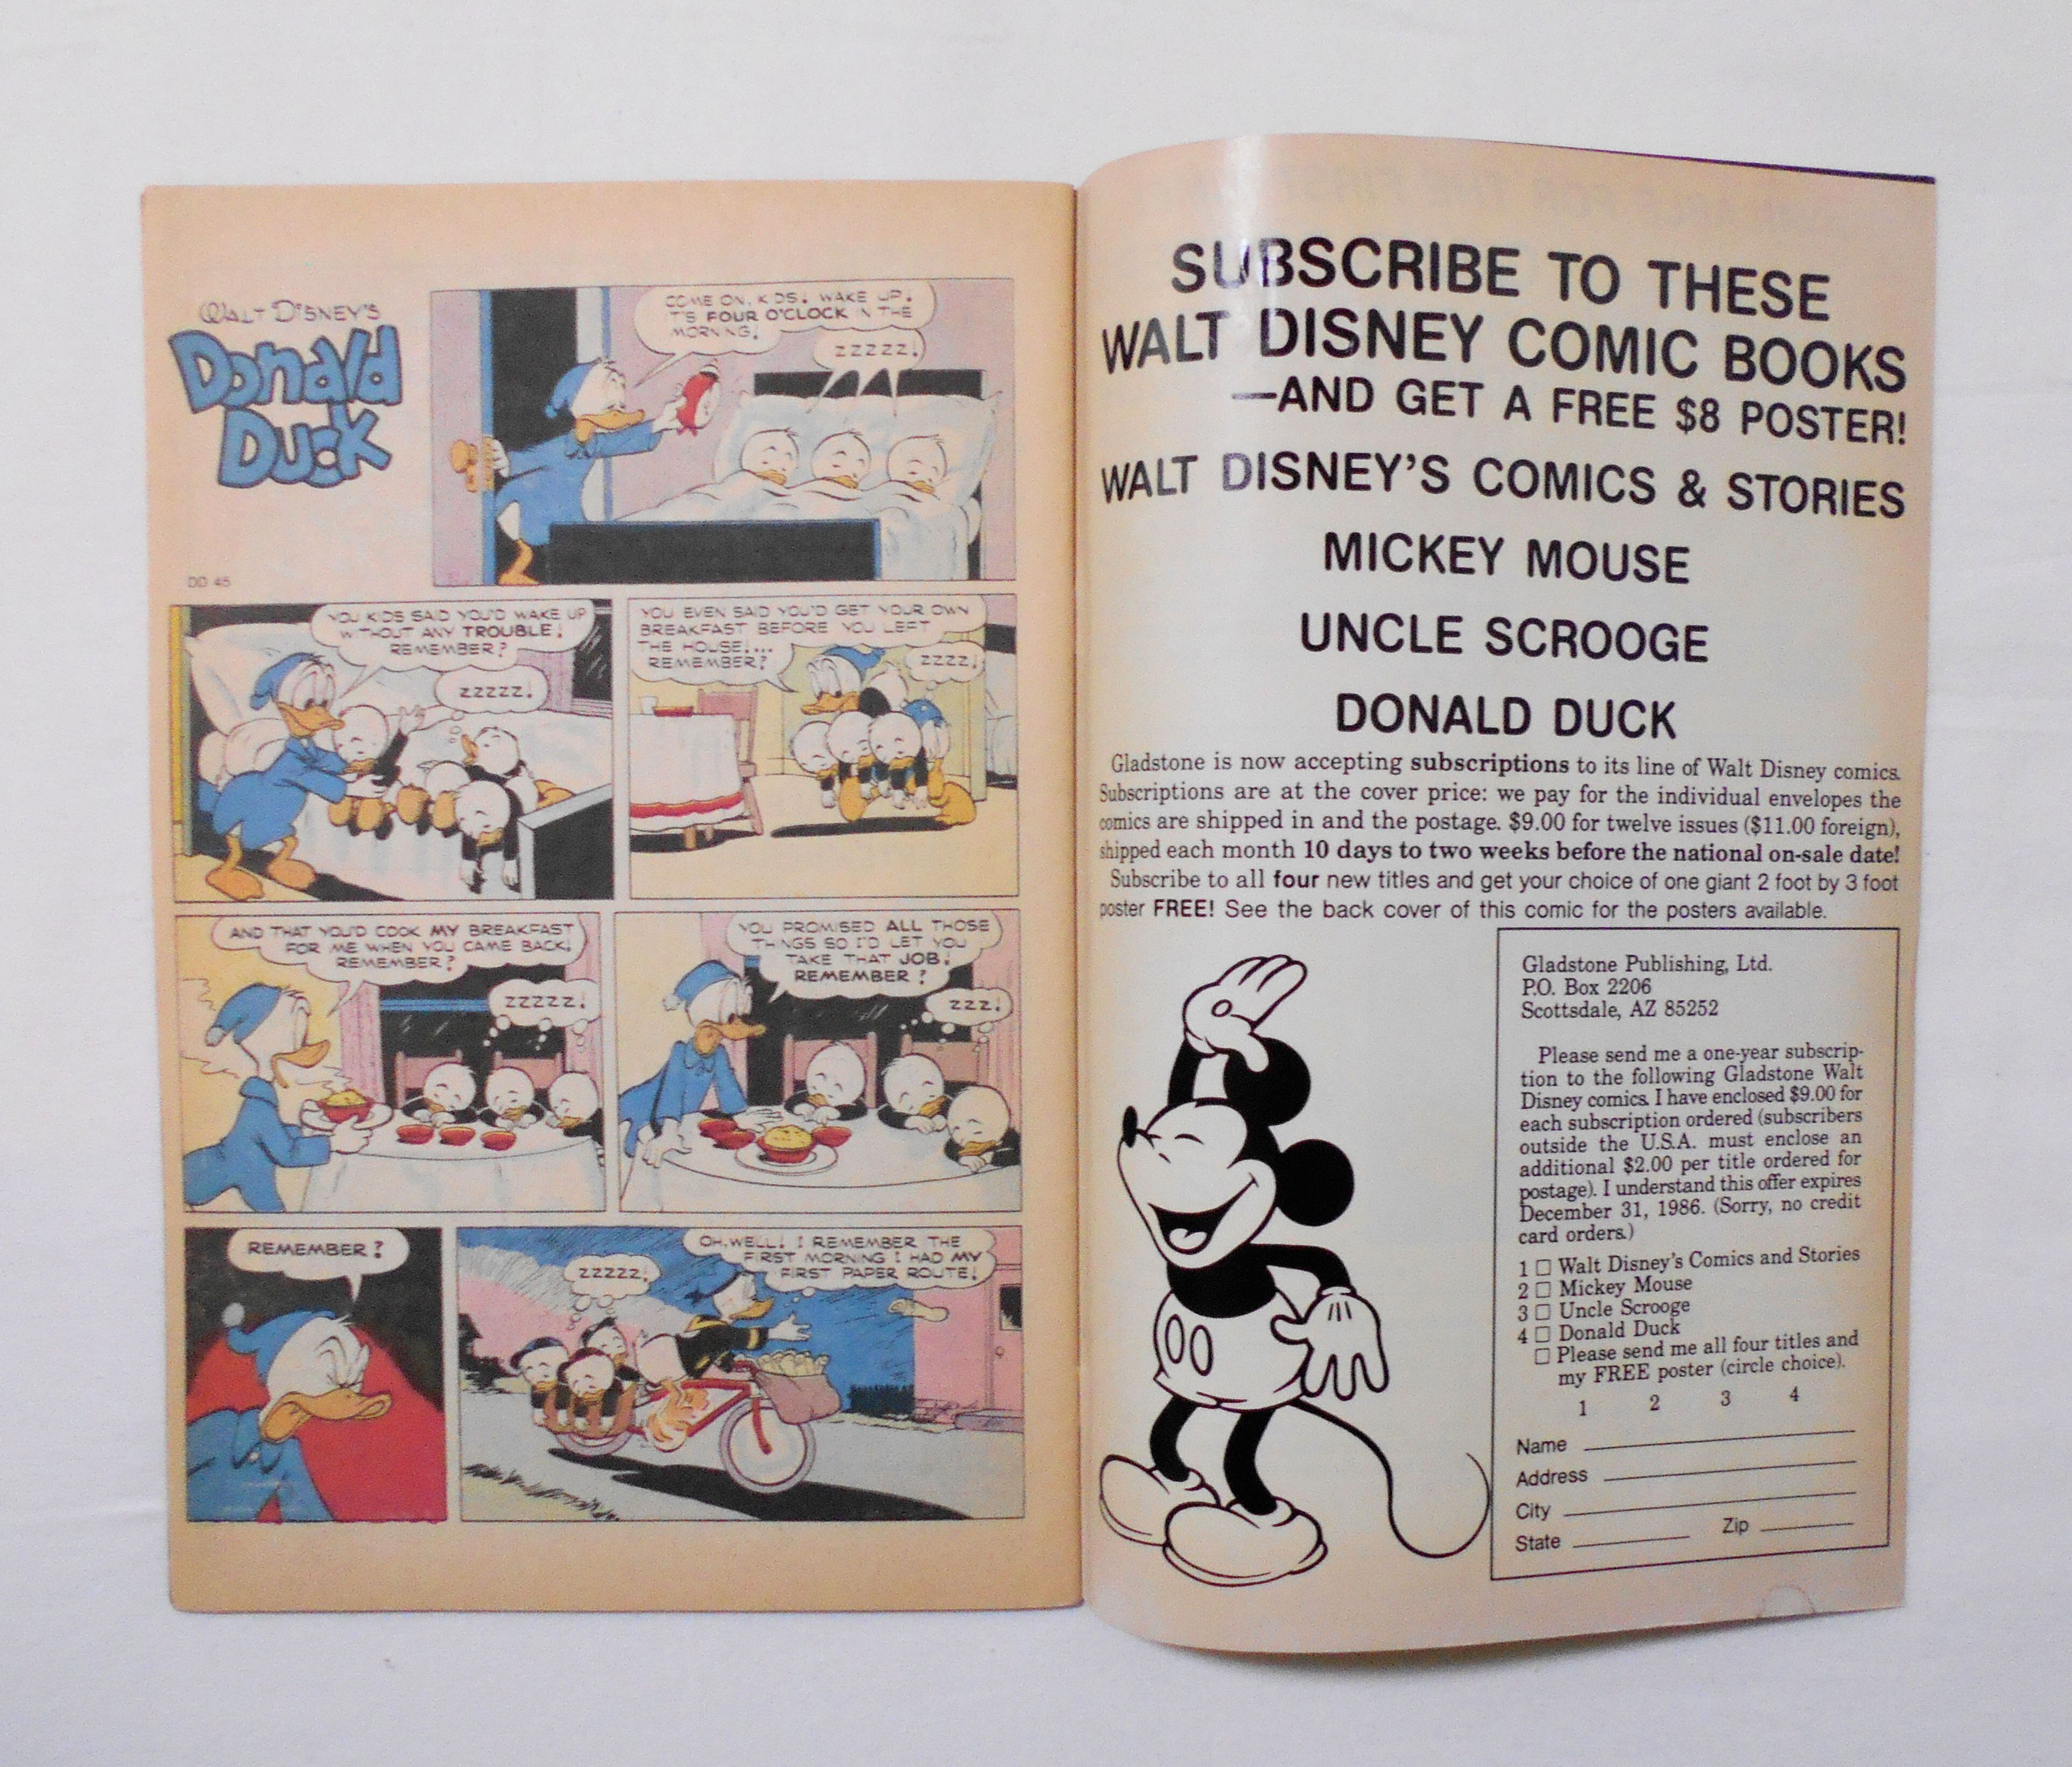 WALT DISNEY'S
Donald
Duck
DD 45
COME ON, KIDS! WAKE UP!
IT'S FOUR O'CLOCK IN THE
MORNING!
ZZZZZ!
YOU KIDS SAID YOU'D WAKE UP
WITHOUT ANY TROUBLE!
REMEMBER?
ZZZZZ!
YOU EVEN SAID YOU'D GET YOUR OWN
BREAKFAST BEFORE YOU LEFT
THE HOUSE!...
REMEMBER?
ZZZZ!
AND THAT YOU'D COOK MY BREAKFAST
FOR ME WHEN YOU CAME BACK!
REMEMBER?
ZZZZZ!
YOU PROMISED ALL THOSE
THINGS SO I'D LET YOU
TAKE THAT JOB!
REMEMBER?
ZZZ!
REMEMBER?
ZZZZZ!
OH, WELL! I REMEMBER THE
FIRST MORNING I HAD MY
FIRST PAPER ROUTE!
SUBSCRIBE TO THESE
WALT DISNEY COMIC BOOKS
—AND GET A FREE $8 POSTER!
WALT DISNEY'S COMICS & STORIES
MICKEY MOUSE
UNCLE SCROOGE
DONALD DUCK
Gladstone is now accepting subscriptions to its line of Walt Disney comics.
Subscriptions are at the cover price: we pay for the individual envelopes the
comics are shipped in and the postage. $9.00 for twelve issues ($11.00 foreign),
shipped each month 10 days to two weeks before the national on-sale date!
Subscribe to all four new titles and get your choice of one giant 2 foot by 3 foot
poster FREE! See the back cover of this comic for the posters available.
Gladstone Publishing, Ltd.
P.O. Box 2206
Scottsdale, AZ 85252
Please send me a one-year subscrip-
tion to the following Gladstone Walt
Disney comics. I have enclosed $9.00 for
each subscription ordered (subscribers
outside the U.S.A. must enclose an
additional $2.00 per title ordered for
postage). I understand this offer expires
December 31, 1986. (Sorry, no credit
card orders.)
1 □ Walt Disney's Comics and Stories
2 □ Mickey Mouse
3 □ Uncle Scrooge
4 □ Donald Duck
□ Please send me all four titles and
my FREE poster (circle choice).
1 2 3 4
Name
Address
City
State Zip